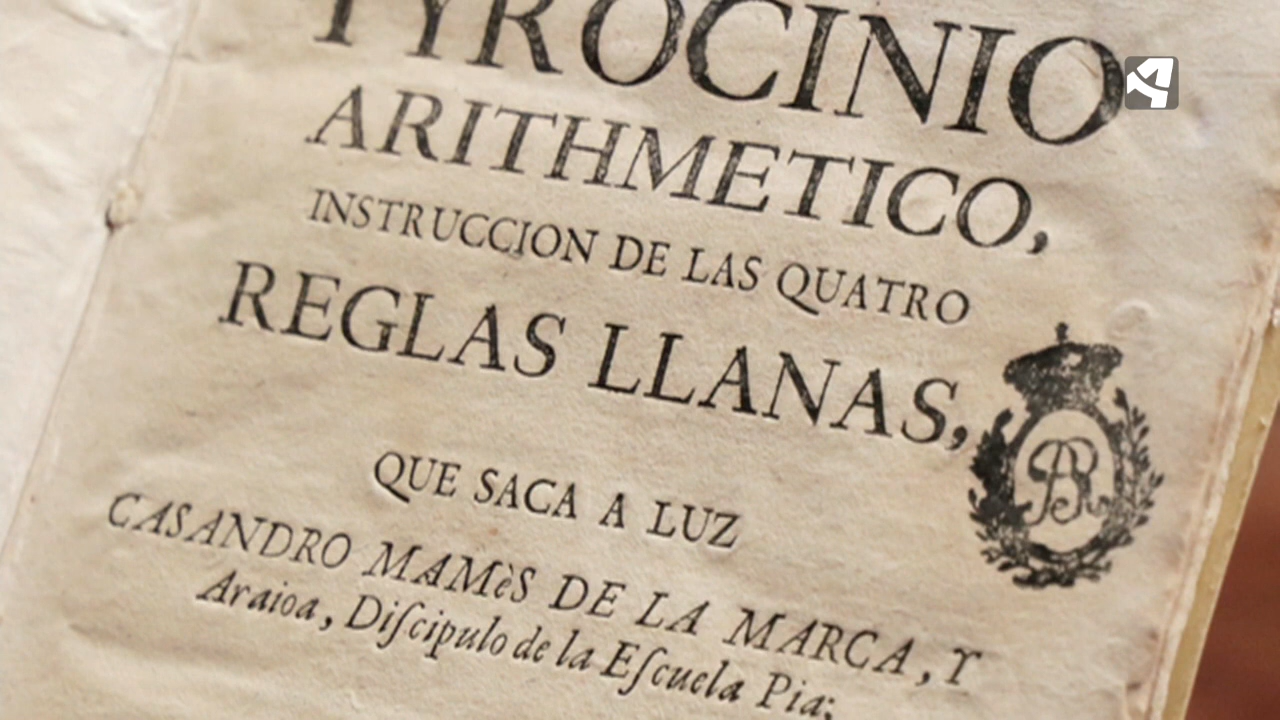 TYROCINIO
ARITHMETICO,
INSTRUCCION DE LAS QUATRO
REGLAS LLANAS,
QUE SACA A LUZ
CASANDRO MAMèS DE LA MARCA, Y
Araioa, Diſcipulo de la Eſcuela Pia;